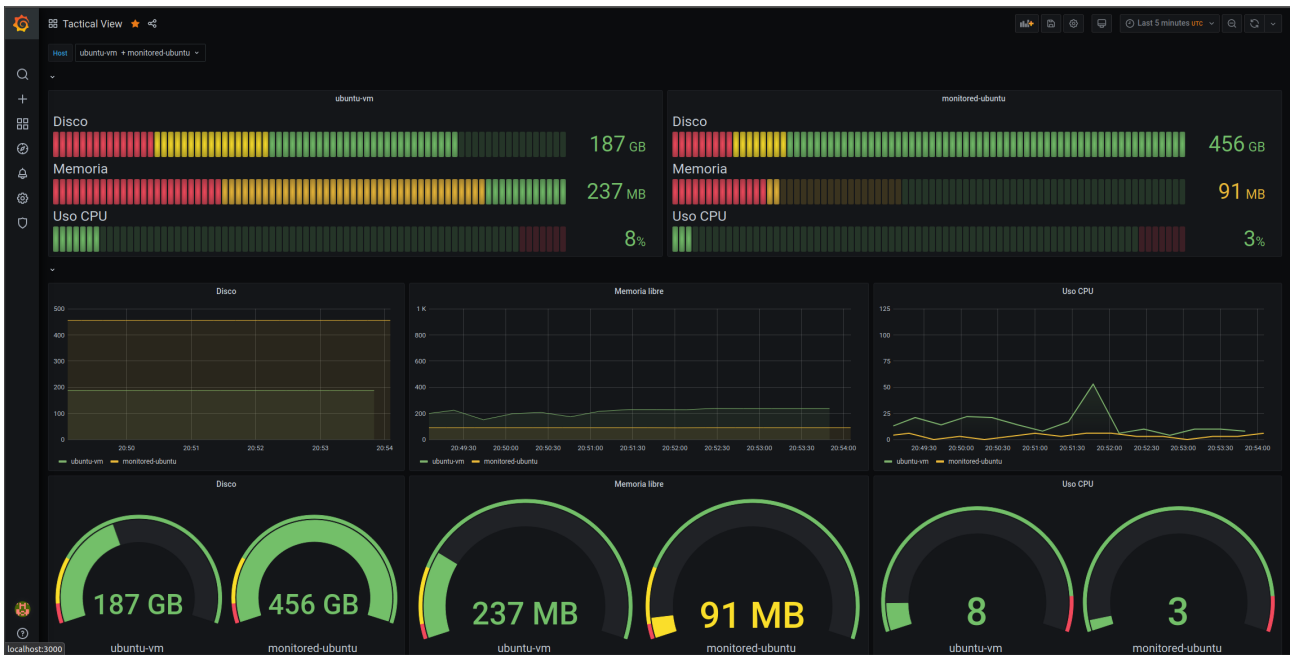 Tactical View
Last 5 minutes UTC
Host ubuntu-vm + monitored-ubuntu
ubuntu-vm
Disco
187 GB
Memoria
237 MB
Uso CPU
8%
monitored-ubuntu
Disco
456 GB
Memoria
91 MB
Uso CPU
3%
Disco
500
400
300
200
100
0
20:50 20:51 20:52 20:53 20:54
ubuntu-vm monitored-ubuntu
Memoria libre
1 K
800
600
400
200
0
20:49:30 20:50:00 20:50:30 20:51:00 20:51:30 20:52:00 20:52:30 20:53:00 20:53:30 20:54:00
ubuntu-vm monitored-ubuntu
Uso CPU
125
100
75
50
25
0
20:49:30 20:50:00 20:50:30 20:51:00 20:51:30 20:52:00 20:52:30 20:53:00 20:53:30 20:54:00
ubuntu-vm monitored-ubuntu
Disco
187 GB
ubuntu-vm
456 GB
monitored-ubuntu
Memoria libre
237 MB
ubuntu-vm
91 MB
monitored-ubuntu
Uso CPU
8
ubuntu-vm
3
monitored-ubuntu
localhost:3000